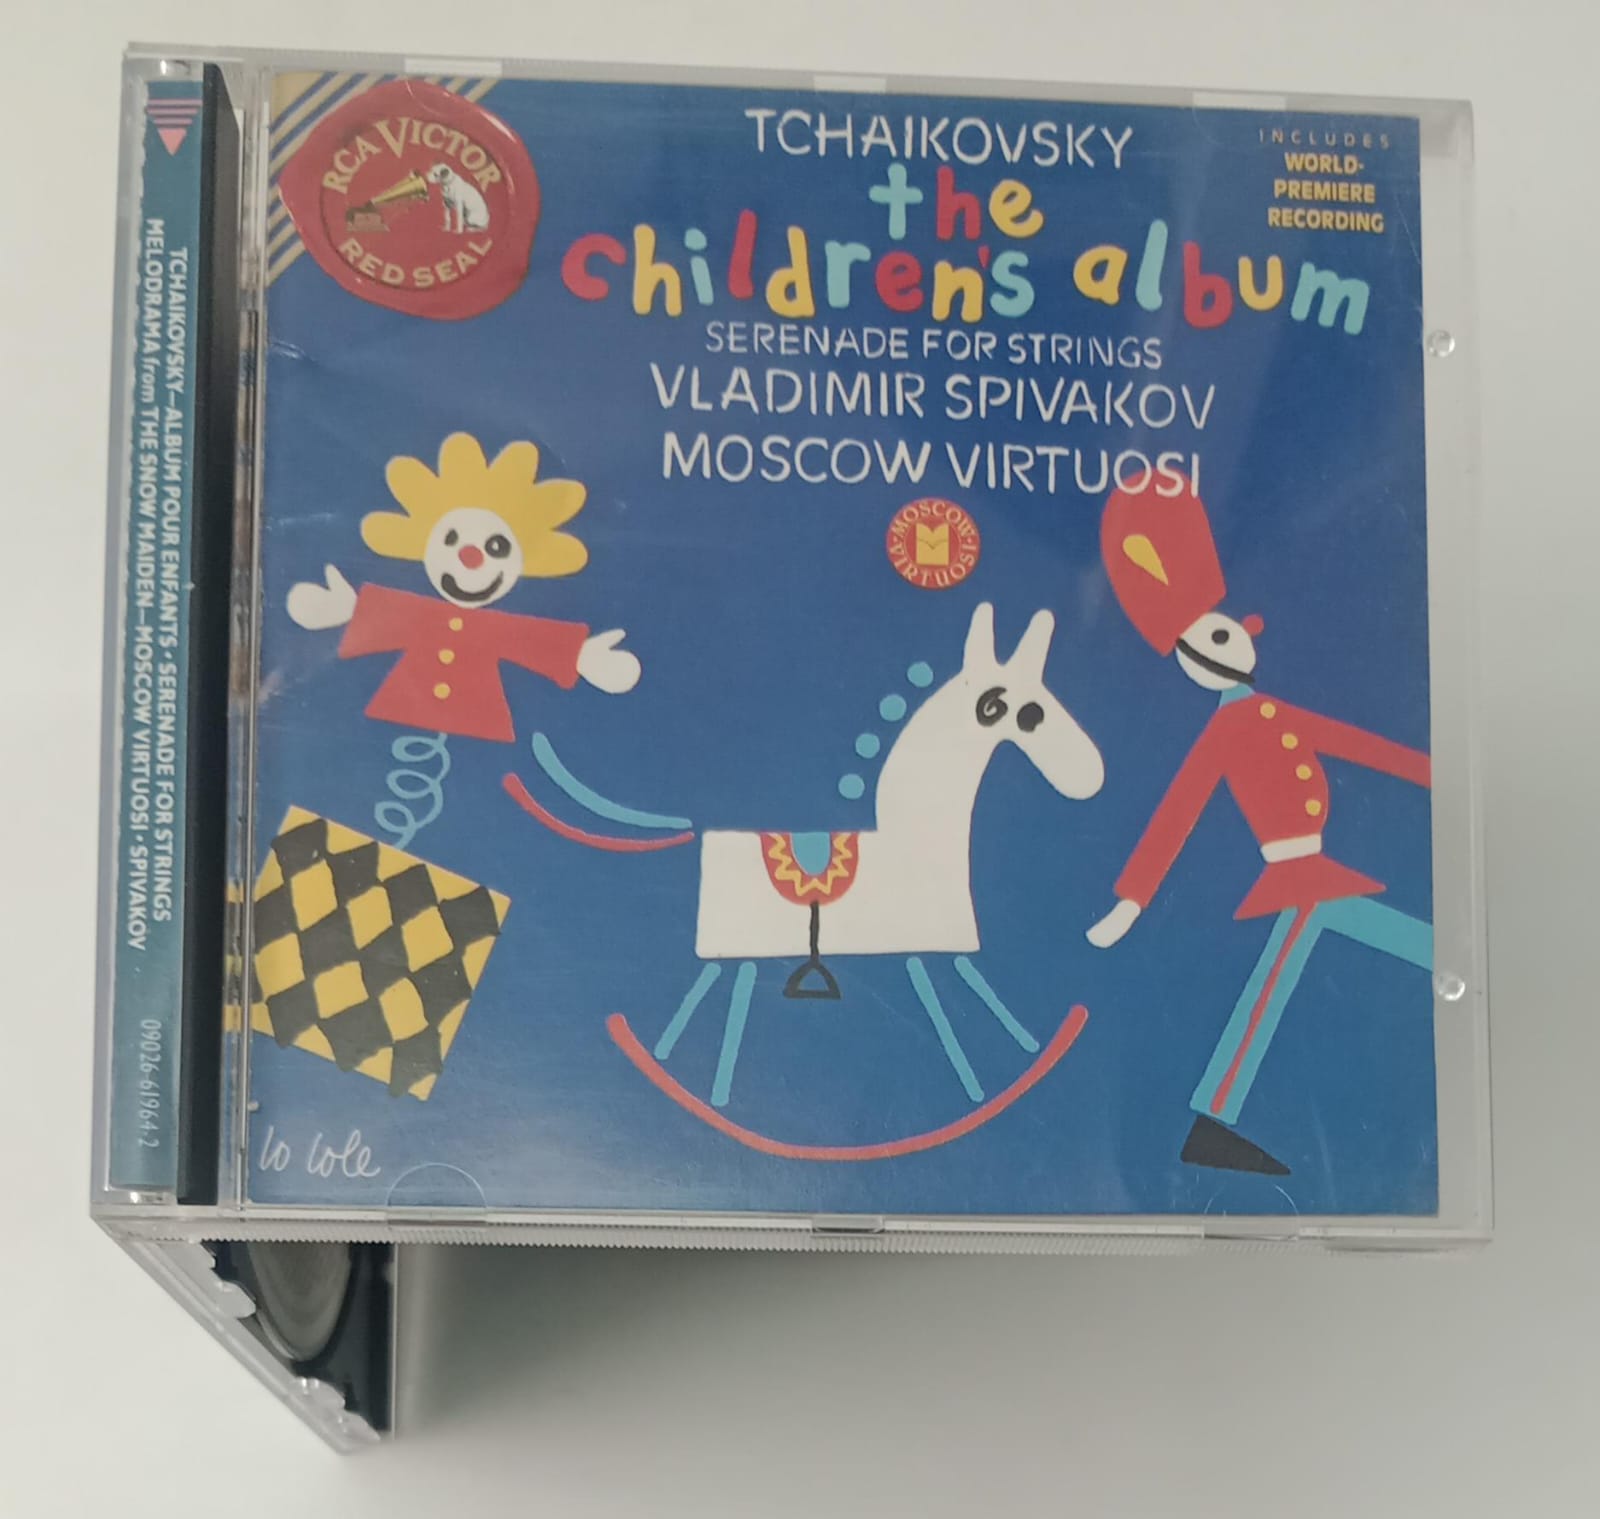 RCA VICTOR
RED SEAL
TCHAIKOVSKY
the
children's album
SERENADE FOR STRINGS
VLADIMIR SPIVAKOV
MOSCOW VIRTUOSI
INCLUDES
WORLD-
PREMIERE
RECORDING
MOSCOW
VIRTUOSI
lo Cole
TCHAIKOVSKY—ALBUM POUR ENFANTS • SERENADE FOR STRINGS
MELODRAMA from THE SNOW MAIDEN—MOSCOW VIRTUOSI • SPIVAKOV
09026-61964-2